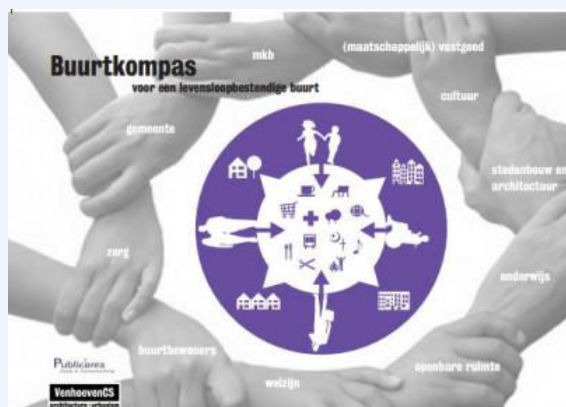 Buurtkompas
voor een levensloopbestendige buurt
mkb
(maatschappelijk) vastgoed
cultuur
stedenbouw en
architectuur
onderwijs
openbare ruimte
welzijn
buurtbewoners
zorg
gemeente
Publicarea
VenhoevenCS